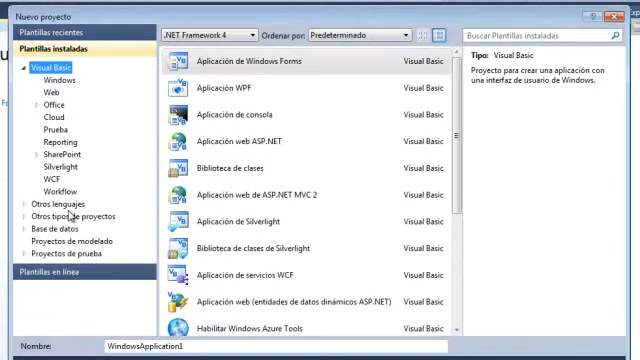 Nuevo proyecto
Plantillas recientes
Plantillas instaladas
Visual Basic
Windows
Web
Office
Cloud
Prueba
Reporting
SharePoint
Silverlight
WCF
Workflow
Otros lenguajes
Otros tipos de proyectos
Base de datos
Proyectos de modelado
Proyectos de prueba
Plantillas en línea
.NET Framework 4
Ordenar por: Predeterminado
Aplicación de Windows Forms Visual Basic
Aplicación WPF Visual Basic
Aplicación de consola Visual Basic
Aplicación web ASP.NET Visual Basic
Biblioteca de clases Visual Basic
Aplicación web de ASP.NET MVC 2 Visual Basic
Aplicación de Silverlight Visual Basic
Biblioteca de clases de Silverlight Visual Basic
Aplicación de servicios WCF Visual Basic
Aplicación web (entidades de datos dinámicos ASP.NET) Visual Basic
Habilitar Windows Azure Tools Visual Basic
Buscar Plantillas instaladas
Tipo: Visual Basic
Proyecto para crear una aplicación con
una interfaz de usuario de Windows.
Nombre: WindowsApplication1